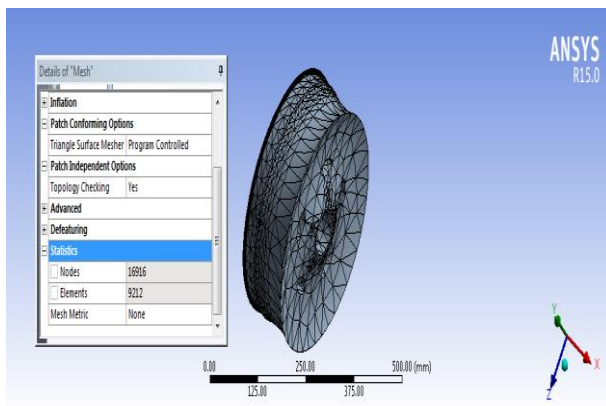 ANSYS
R15.0
Details of "Mesh"
Inflation
Patch Conforming Options
Triangle Surface Mesher Program Controlled
Patch Independent Options
Topology Checking Yes
Advanced
Defeaturing
Statistics
Nodes 16916
Elements 9212
Mesh Metric None
0.00 250.00 500.00 (mm)
125.00 375.00
Y
X
Z